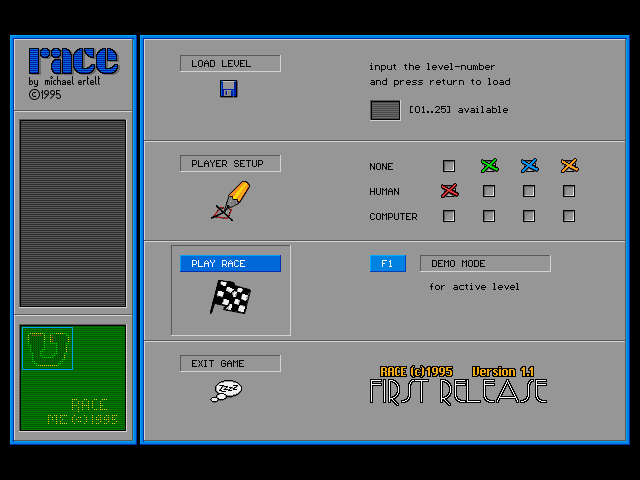 race
by michael ertelt
©1995
LOAD LEVEL
input the level-number
and press return to load
[01..25] available
PLAYER SETUP
NONE
HUMAN
COMPUTER
PLAY RACE
F1 DEMO MODE
for active level
EXIT GAME
zzzz
RACE (c)1995 Version 1.1
FIRST RELEASE
RACE
ME(c)1995